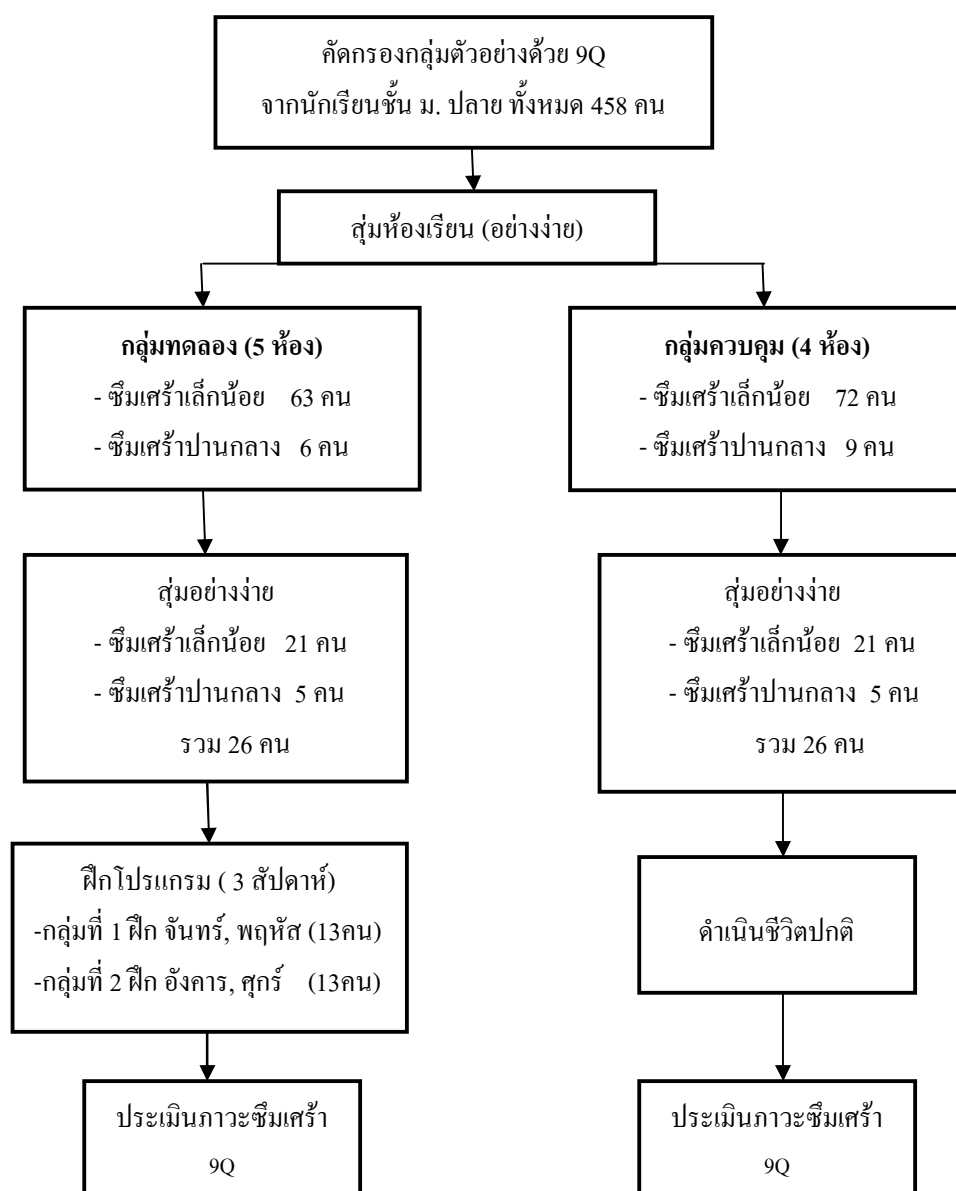 คัดกรองกลุ่มตัวอย่างด้วย 9Q
จากนักเรียนชั้น ม. ปลาย ทั้งหมด 458 คน
สุ่มห้องเรียน (อย่างง่าย)
กลุ่มทดลอง (5 ห้อง)
- ซึมเศร้าเล็กน้อย 63 คน
- ซึมเศร้าปานกลาง 6 คน
กลุ่มควบคุม (4 ห้อง)
- ซึมเศร้าเล็กน้อย 72 คน
- ซึมเศร้าปานกลาง 9 คน
สุ่มอย่างง่าย
- ซึมเศร้าเล็กน้อย 21 คน
- ซึมเศร้าปานกลาง 5 คน
รวม 26 คน
สุ่มอย่างง่าย
- ซึมเศร้าเล็กน้อย 21 คน
- ซึมเศร้าปานกลาง 5 คน
รวม 26 คน
ฝึกโปรแกรม ( 3 สัปดาห์)
-กลุ่มที่ 1 ฝึก จันทร์, พฤหัส (13คน)
-กลุ่มที่ 2 ฝึก อังคาร, ศุกร์ (13คน)
ดำเนินชีวิตปกติ
ประเมินภาวะซึมเศร้า
9Q
ประเมินภาวะซึมเศร้า
9Q